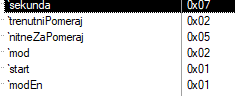 `sekunda 0x07
`trenutniPomeraj 0x02
`nitneZaPomeraj 0x05
`mod 0x02
`start 0x01
`modEn 0x01